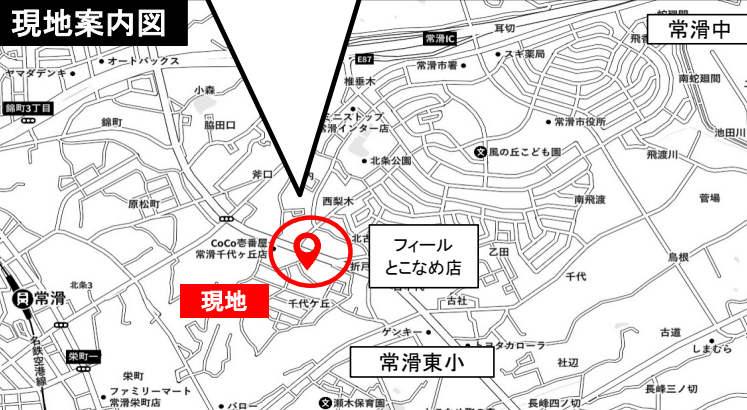 現地案内図
オートバックス
ヤマダデンキ
小森
錦町3丁目
錦町
脇田口
斧口
原松町
CoCo壱番屋
常滑千代ヶ丘店
現地
北条3
常滑
名鉄空港線
栄町一
栄町
ファミリーマート
常滑栄町店
バロー
千代ケ丘
瀬木保育園
E87
椎垂木
ミニストップ
常滑インター店
北条公園
西梨木
フィール
とこなめ店
乙田
古社
千代
ゲンキー
トヨタカローラ
常滑東小
社辺
長峰四ノ切
長峰三ノ切
古道
しまむら
鳥根
菅場
南飛渡
飛渡川
池田川
南蛇廻間
常滑市役所
風の丘こども園
常滑市署
常滑IC
耳切
スギ薬局
常滑中